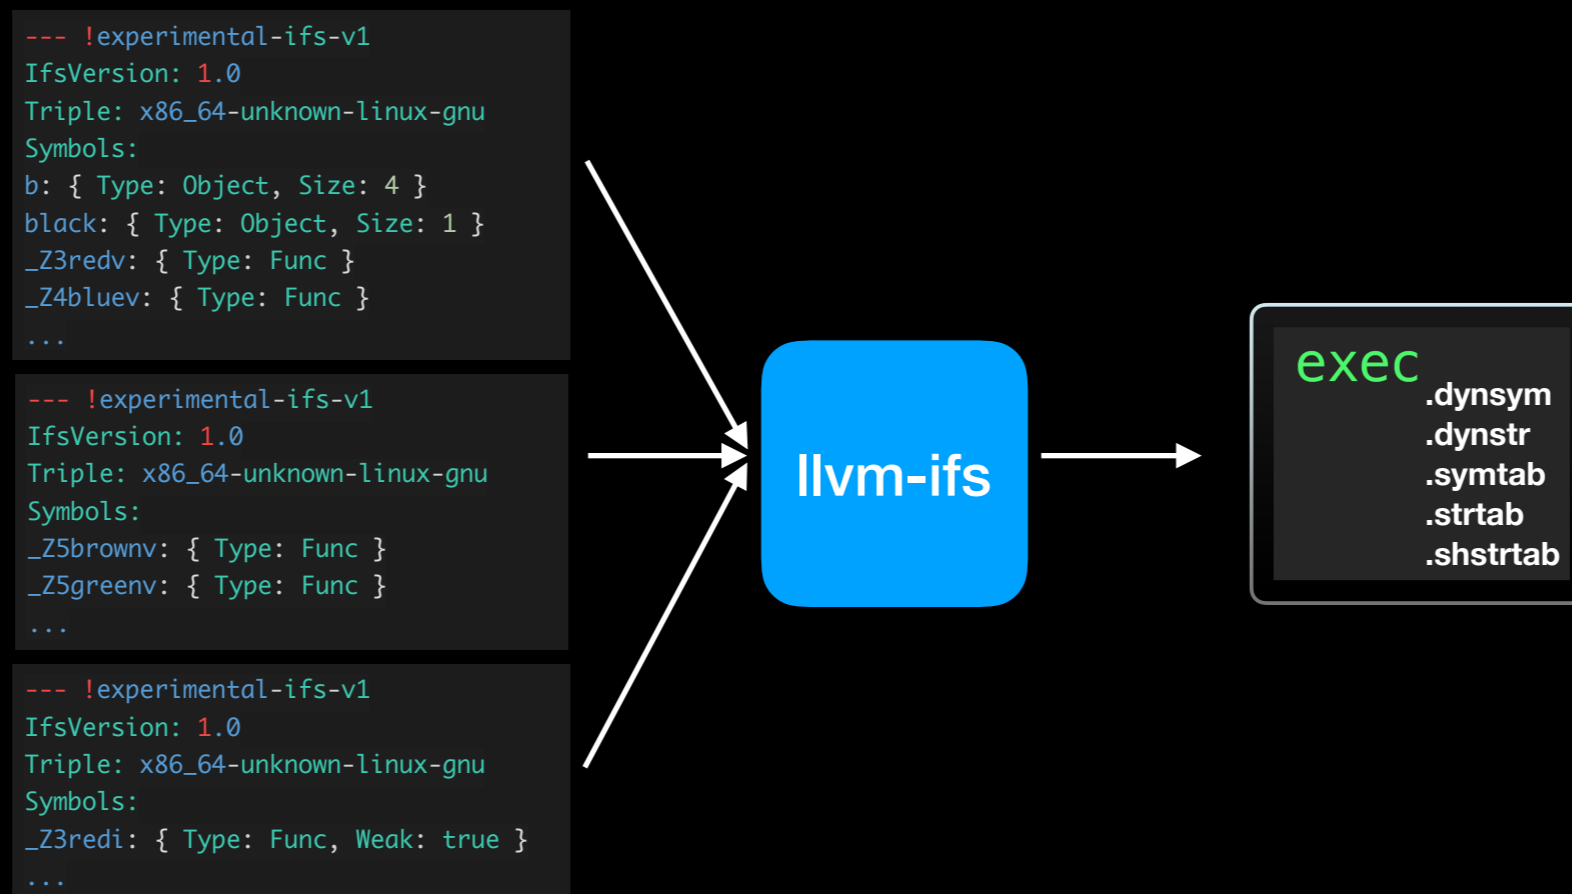 --- !experimental-ifs-v1
IfsVersion: 1.0
Triple: x86_64-unknown-linux-gnu
Symbols:
b: { Type: Object, Size: 4 }
black: { Type: Object, Size: 1 }
_Z3redv: { Type: Func }
_Z4bluev: { Type: Func }
...
--- !experimental-ifs-v1
IfsVersion: 1.0
Triple: x86_64-unknown-linux-gnu
Symbols:
_Z5brownv: { Type: Func }
_Z5greenv: { Type: Func }
...
--- !experimental-ifs-v1
IfsVersion: 1.0
Triple: x86_64-unknown-linux-gnu
Symbols:
_Z3redi: { Type: Func, Weak: true }
...
llvm-ifs
exec
.dynsym
.dynstr
.symtab
.strtab
.shstrtab